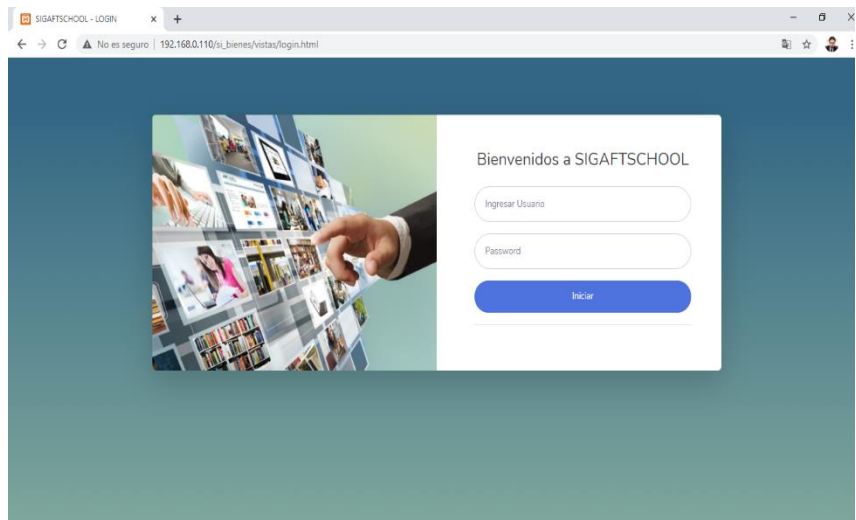 SIGAFTSCHOOL - LOGIN
No es seguro | 192.168.0.110/si_bienes/vistas/login.html
Bienvenidos a SIGAFTSCHOOL
Ingresar Usuario
Password
Iniciar